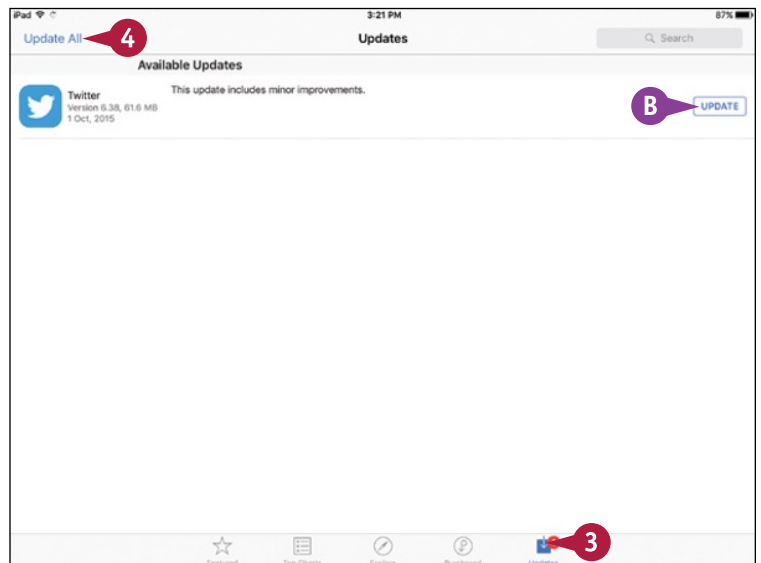 iPad 3:21 PM 87%
Update All 4 Updates Search
Available Updates
Twitter
Version 6.38, 61.6 MB
1 Oct, 2015
This update includes minor improvements.
B UPDATE
3